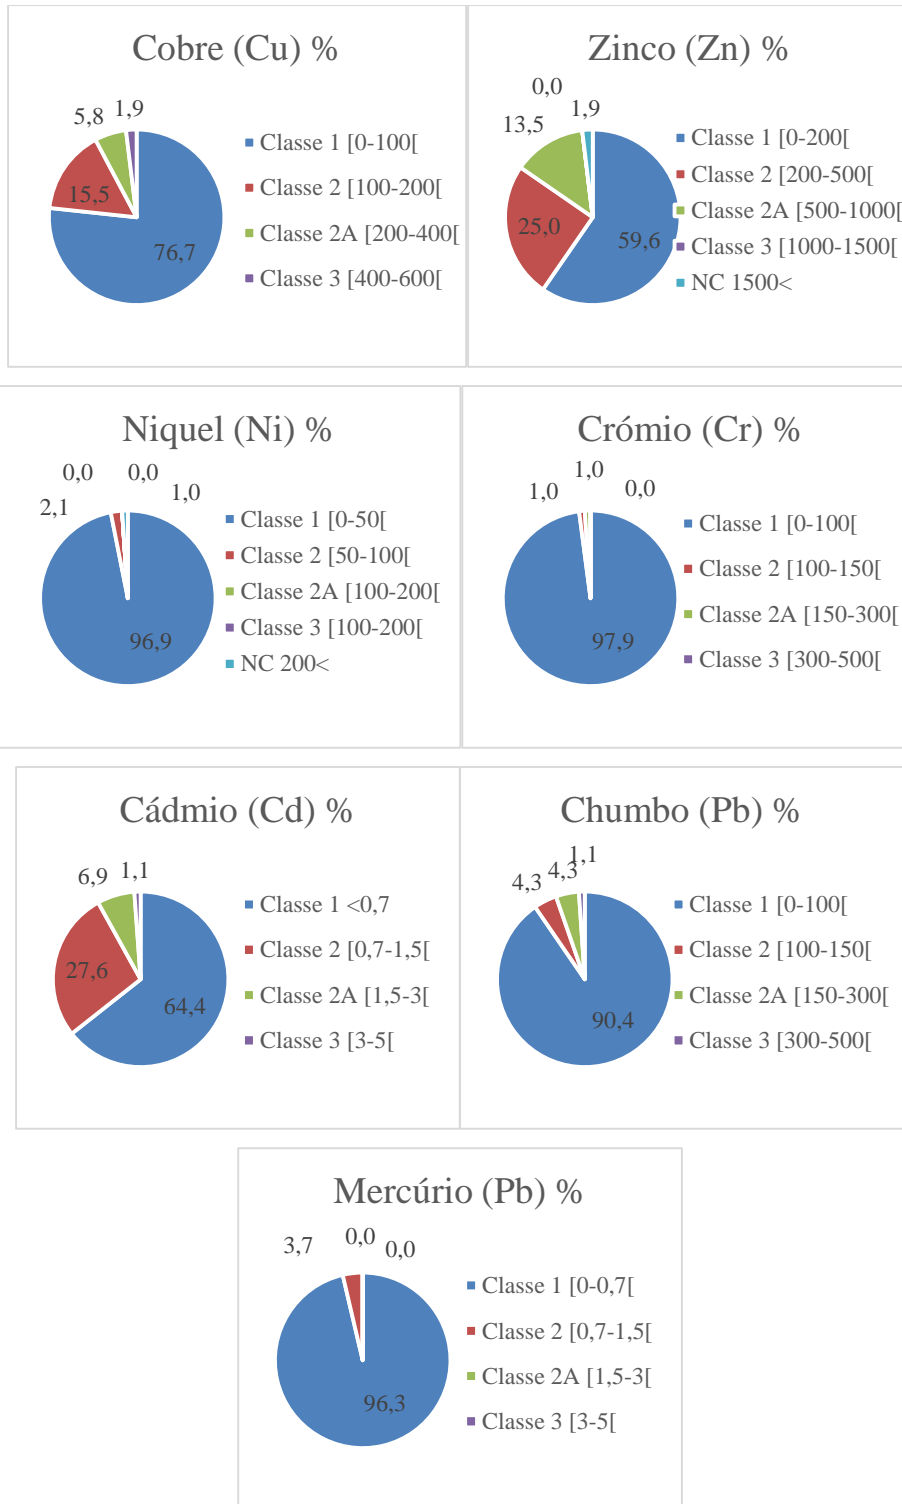 Cobre (Cu) %
5,8
1,9
15,5
76,7
Classe 1 [0-100[
Classe 2 [100-200[
Classe 2A [200-400[
Classe 3 [400-600[
Zinco (Zn) %
0,0
13,5
1,9
25,0
59,6
Classe 1 [0-200[
Classe 2 [200-500[
Classe 2A [500-1000[
Classe 3 [1000-1500[
NC 1500<
Niquel (Ni) %
0,0
0,0
2,1
1,0
96,9
Classe 1 [0-50[
Classe 2 [50-100[
Classe 2A [100-200[
Classe 3 [100-200[
NC 200<
Crómio (Cr) %
1,0
1,0
0,0
97,9
Classe 1 [0-100[
Classe 2 [100-150[
Classe 2A [150-300[
Classe 3 [300-500[
Cádmio (Cd) %
6,9
1,1
27,6
64,4
Classe 1 <0,7
Classe 2 [0,7-1,5[
Classe 2A [1,5-3[
Classe 3 [3-5[
Chumbo (Pb) %
4,3
4,3
1,1
90,4
Classe 1 [0-100[
Classe 2 [100-150[
Classe 2A [150-300[
Classe 3 [300-500[
Mercúrio (Pb) %
3,7
0,0
0,0
96,3
Classe 1 [0-0,7[
Classe 2 [0,7-1,5[
Classe 2A [1,5-3[
Classe 3 [3-5[